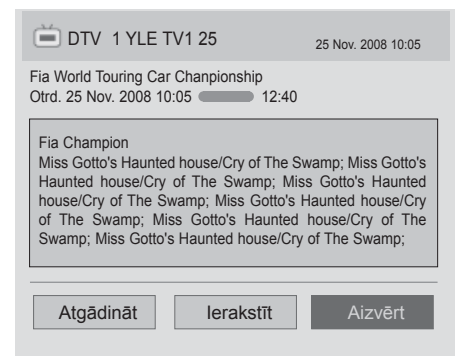 DTV 1 YLE TV1 25 25 Nov. 2008 10:05
Fia World Touring Car Chanpionship
Otrd. 25 Nov. 2008 10:05 12:40
Fia Champion
Miss Gotto's Haunted house/Cry of The Swamp; Miss Gotto's
Haunted house/Cry of The Swamp; Miss Gotto's Haunted
house/Cry of The Swamp; Miss Gotto's Haunted house/Cry
of The Swamp; Miss Gotto's Haunted house/Cry of The
Swamp; Miss Gotto's Haunted house/Cry of The Swamp;
Atgādināt Ierakstīt Aizvērt